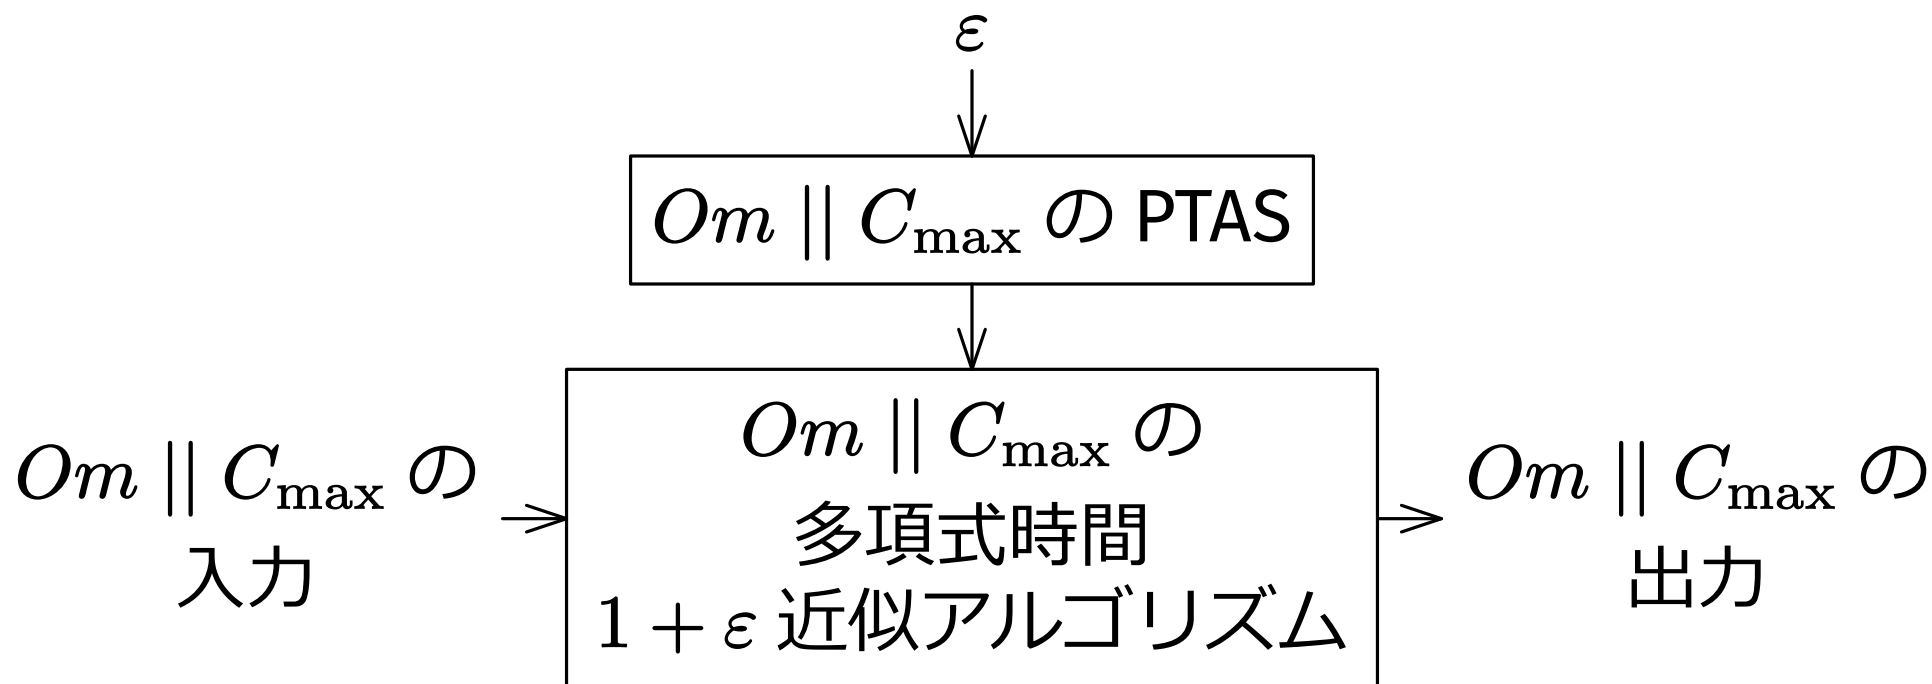 ε
Om || Cmax の PTAS
Om || Cmax の
入力
Om || Cmax の
多項式時間
1 + ε 近似アルゴリズム
Om || Cmax の
出力